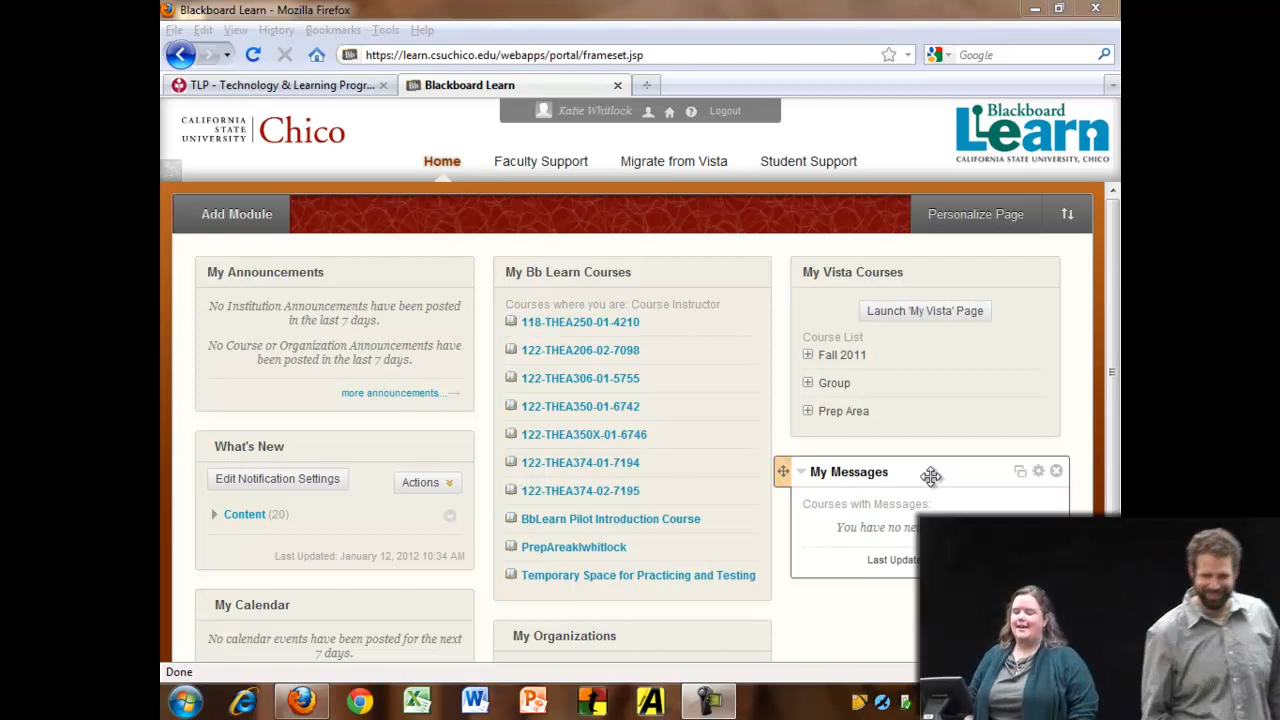 Blackboard Learn - Mozilla Firefox
File Edit View History Bookmarks Tools Help
https://learn.csuchico.edu/webapps/portal/frameset.jsp
Google
TLP - Technology & Learning Progr...
Blackboard Learn
Katie Whitlock
Logout
CALIFORNIA
STATE
UNIVERSITY
Chico
Blackboard
Learn
CALIFORNIA STATE UNIVERSITY, CHICO
Home Faculty Support Migrate from Vista Student Support
Add Module
Personalize Page
My Announcements
No Institution Announcements have been posted
in the last 7 days.
No Course or Organization Announcements have
been posted in the last 7 days.
more announcements...
What's New
Edit Notification Settings
Actions
Content (20)
Last Updated: January 12, 2012 10:34 AM
My Calendar
No calendar events have been posted for the next
7 days.
My Bb Learn Courses
Courses where you are: Course Instructor
118-THEA250-01-4210
122-THEA206-02-7098
122-THEA306-01-5755
122-THEA350-01-6742
122-THEA350X-01-6746
122-THEA374-01-7194
122-THEA374-02-7195
BbLearn Pilot Introduction Course
PrepAreaklwhitlock
Temporary Space for Practicing and Testing
My Organizations
My Vista Courses
Launch 'My Vista' Page
Course List
Fall 2011
Group
Prep Area
My Messages
Courses with Messages:
You have no ne
Last Update
Done